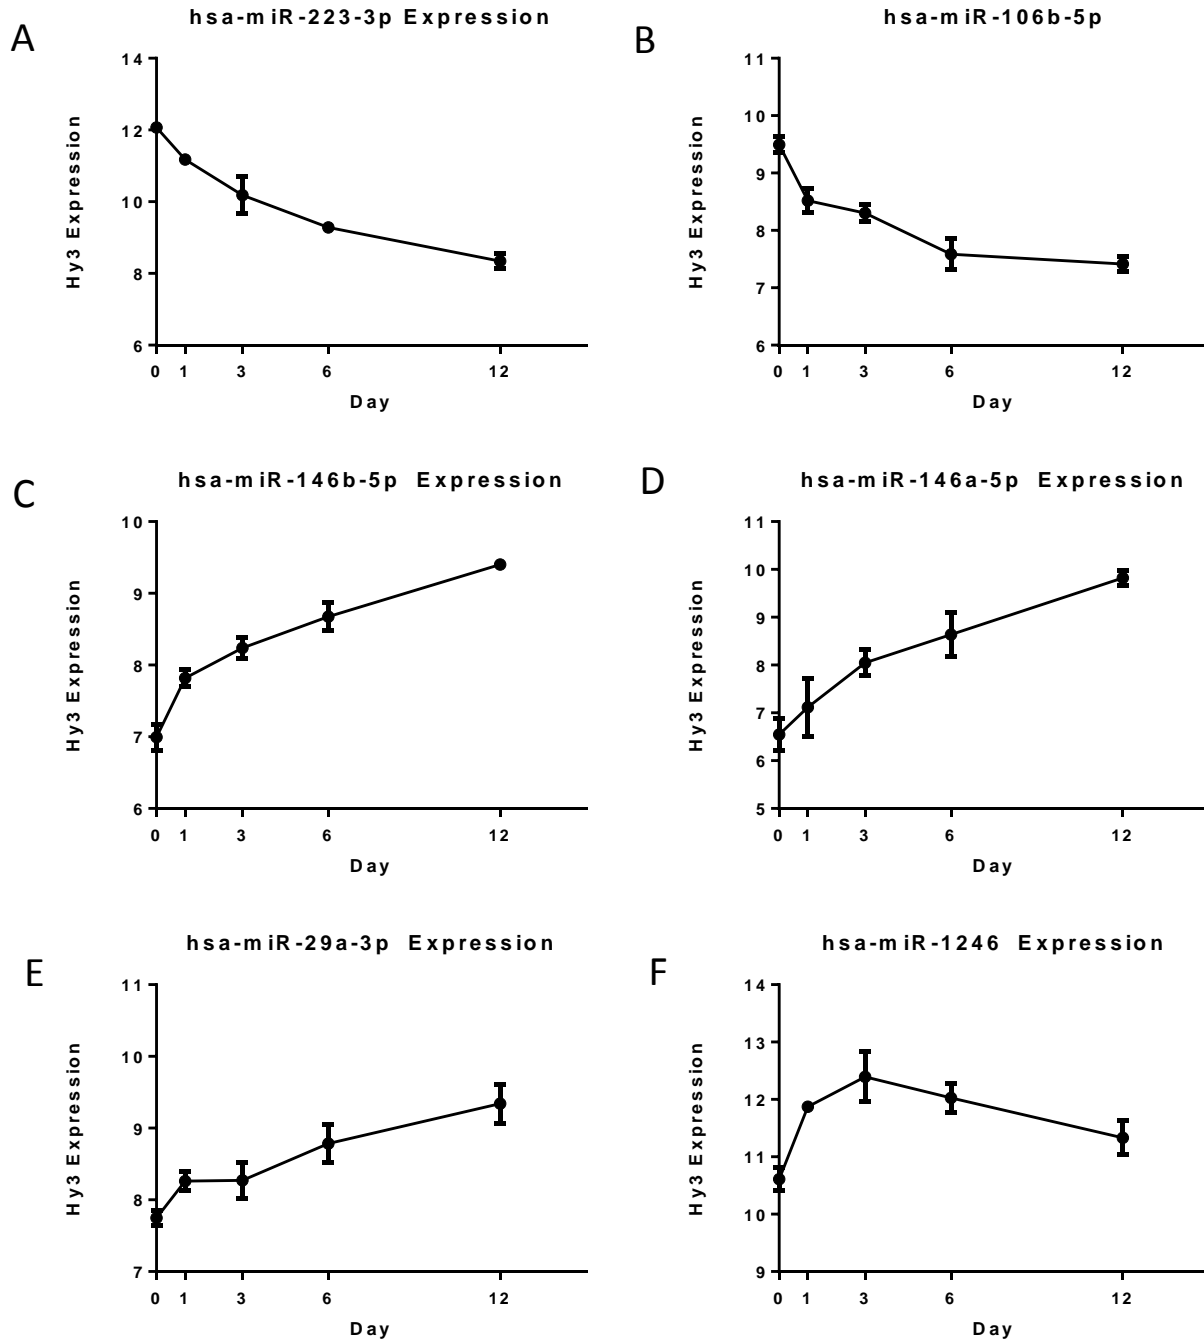 A
hsa-miR-223-3p Expression
14
12
10
8
6
Hy3 Expression
0 1 3 6 12
Day
B
hsa-miR-106b-5p
11
10
9
8
7
6
Hy3 Expression
0 1 3 6 12
Day
C
hsa-miR-146b-5p Expression
10
9
8
7
6
Hy3 Expression
0 1 3 6 12
Day
D
hsa-miR-146a-5p Expression
11
10
9
8
7
6
5
Hy3 Expression
0 1 3 6 12
Day
E
hsa-miR-29a-3p Expression
11
10
9
8
7
Hy3 Expression
0 1 3 6 12
Day
F
hsa-miR-1246 Expression
14
13
12
11
10
9
Hy3 Expression
0 1 3 6 12
Day